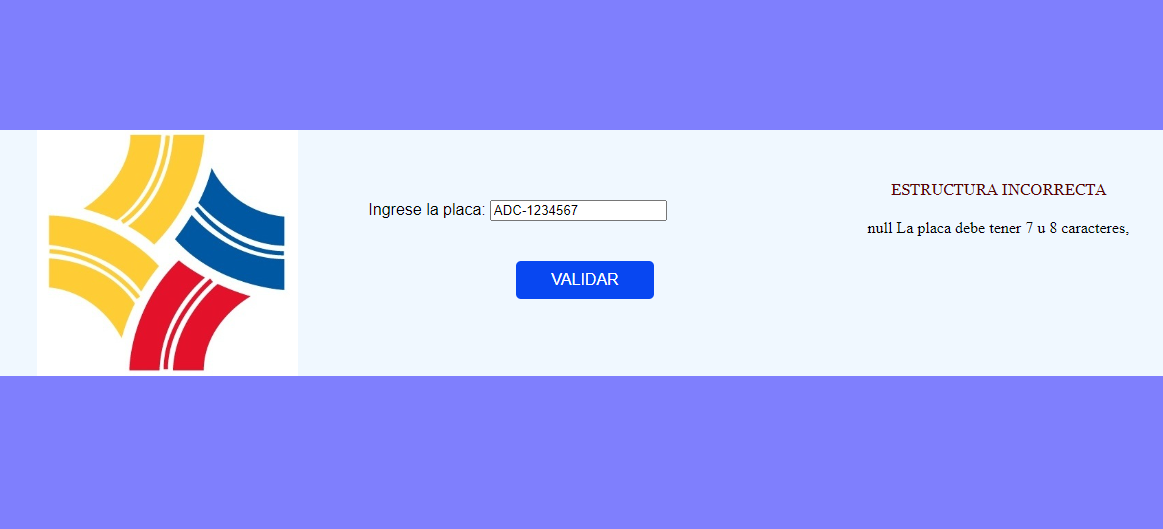 Ingrese la placa: ADC-1234567
VALIDAR
ESTRUCTURA INCORRECTA
null La placa debe tener 7 u 8 caracteres,